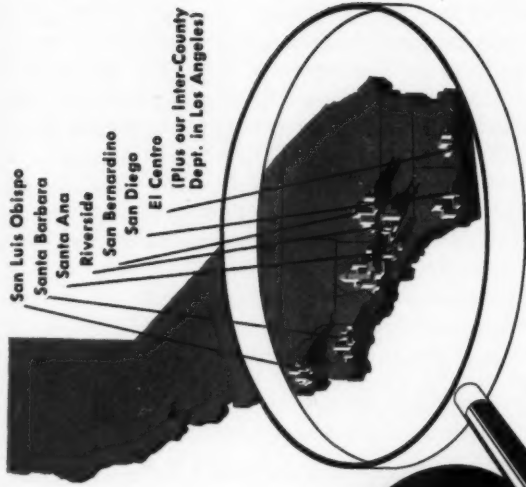 San Luis Obispo
Santa Barbara
Santa Ana
Riverside
San Bernardino
San Diego
El Centro
(Plus our Inter-County
Dept. in Los Angeles)